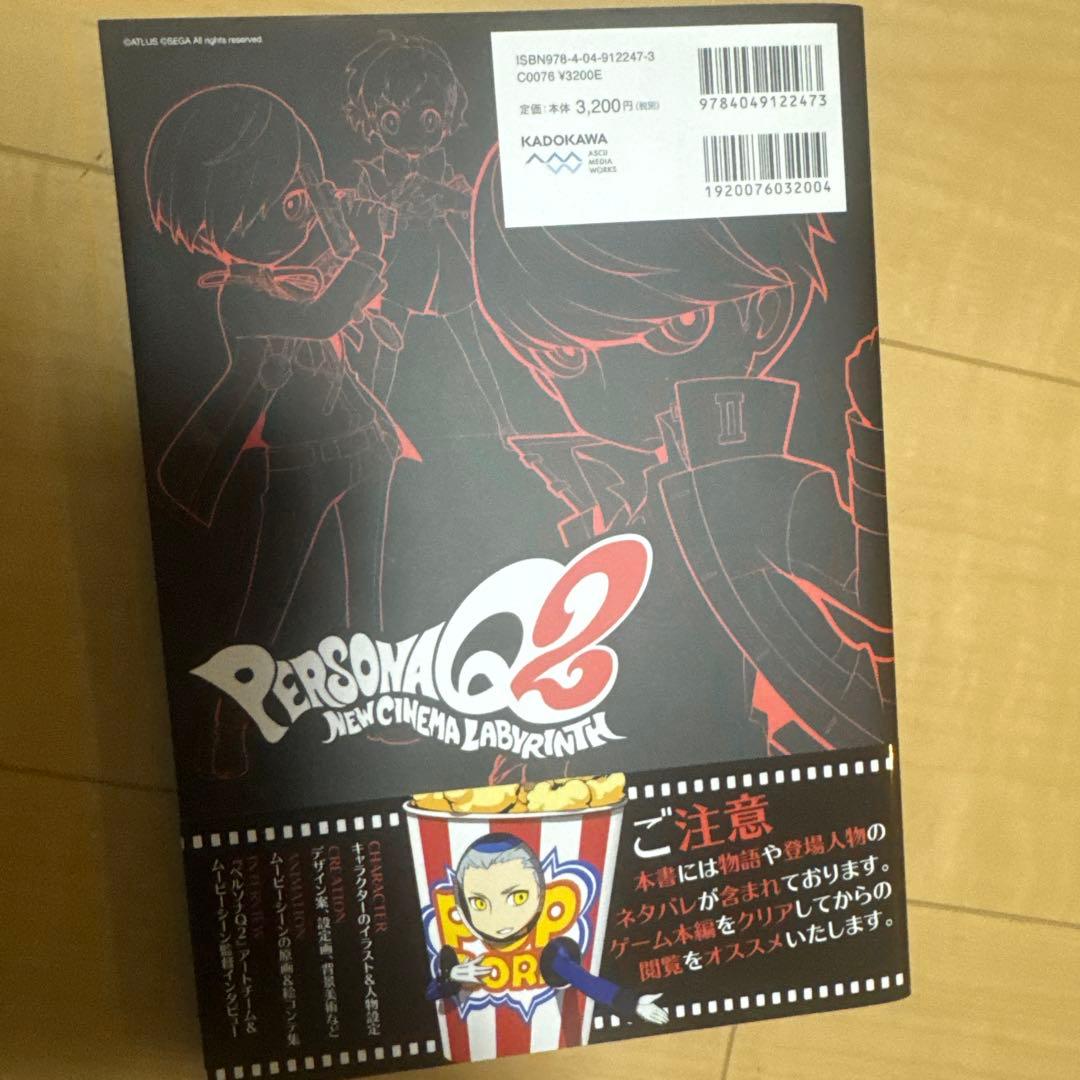 ©ATLUS ©SEGA All rights reserved.
ISBN978-4-04-912247-3
C0076 ¥3200E
定価：本体 3,200円（税別）
KADOKAWA
ASCII
MEDIA
WORKS
9784049122473
1920076032004
II
PERSONA Q2
NEW CINEMA LABYRINTH
CHARACTER
キャラクターのイラスト&人物設定
CREATION
デザイン案、設定画、背景美術など
ANIMATION
ムービーシーンの原画&絵コンテ集
INTERVIEW
『ペルソナQ2』アートチーム&
ムービーシーン監督インタビュー
POP
CORN
ご注意
本書には物語や登場人物の
ネタバレが含まれております。
ゲーム本編をクリアしてからの
閲覧をオススメいたします。